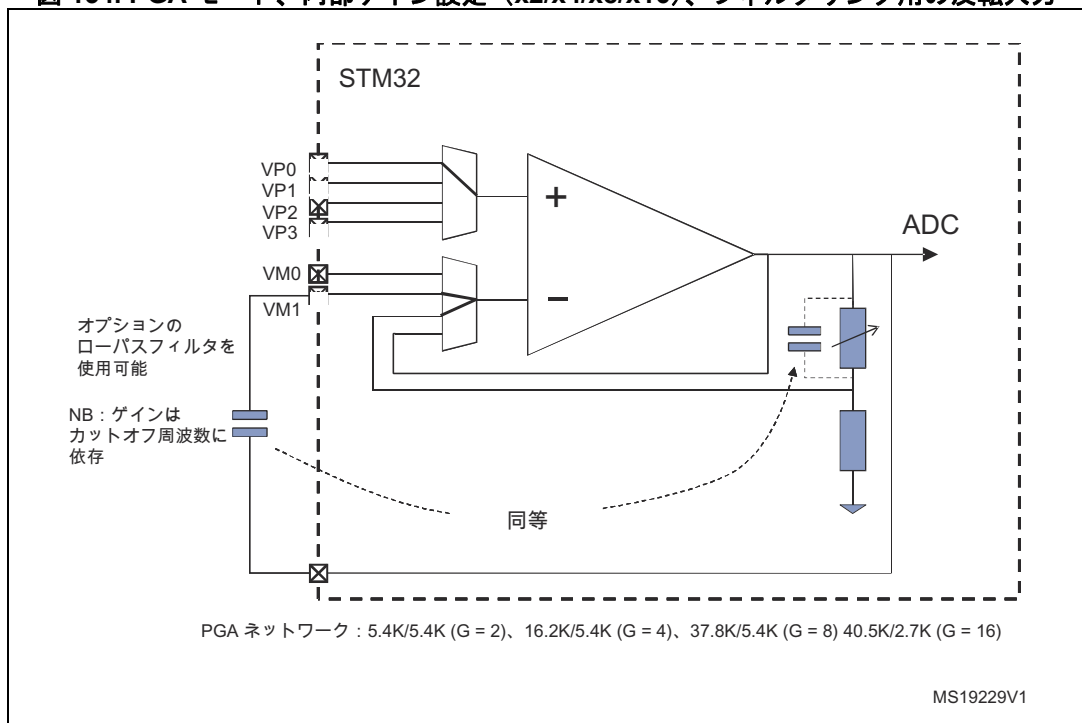 STM32
VP0
VP1
VP2
VP3
ADC
VM0
VM1
オプションの
ローパスフィルタを
使用可能
NB：ゲインは
カットオフ周波数に
依存
同等
PGA ネットワーク：5.4K/5.4K (G = 2)、16.2K/5.4K (G = 4)、37.8K/5.4K (G = 8) 40.5K/2.7K (G = 16)
MS19229V1